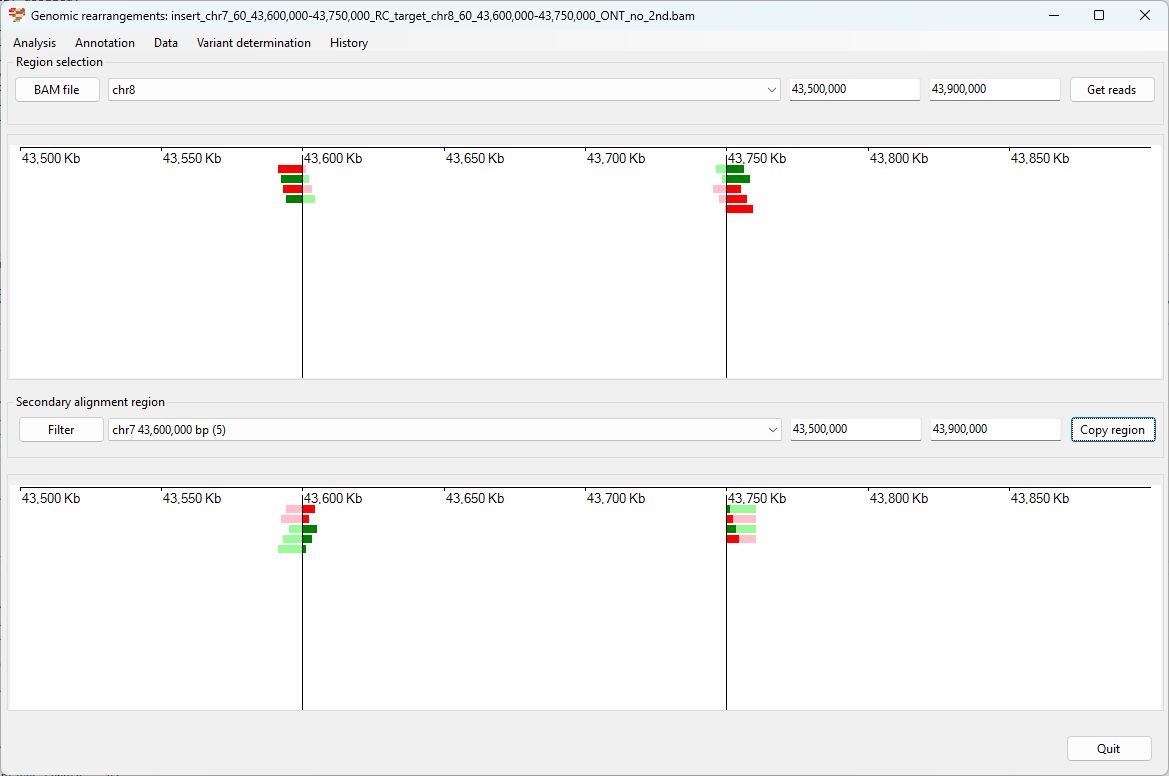 Genomic rearrangements: insert_chr7_60_43,600,000-43,750,000_RC_target_chr8_60_43,600,000-43,750,000_ONT_no_2nd.bam
Analysis Annotation Data Variant determination History
Region selection
BAM file chr8 43,500,000 43,900,000 Get reads
43,500 Kb 43,550 Kb 43,600 Kb 43,650 Kb 43,700 Kb 43,750 Kb 43,800 Kb 43,850 Kb
Secondary alignment region
Filter chr7 43,600,000 bp (5) 43,500,000 43,900,000 Copy region
43,500 Kb 43,550 Kb 43,600 Kb 43,650 Kb 43,700 Kb 43,750 Kb 43,800 Kb 43,850 Kb
Quit